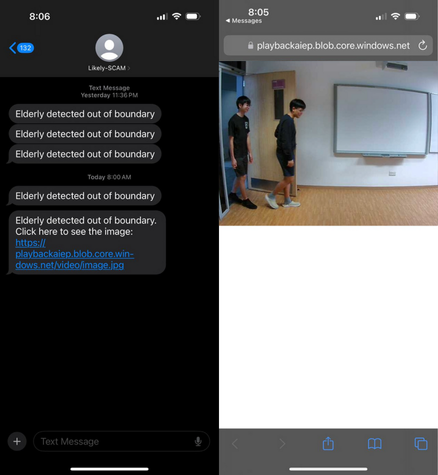 8:06
132
Likely-SCAM
Text Message
Yesterday 11:36 PM
Elderly detected out of boundary
Elderly detected out of boundary
Elderly detected out of boundary
Today 8:00 AM
Elderly detected out of boundary
Elderly detected out of boundary.
Click here to see the image:
https://
playbackaiep.blob.core.win-
dows.net/video/image.jpg
Text Message
8:05
Messages
playbackaiep.blob.core.windows.net